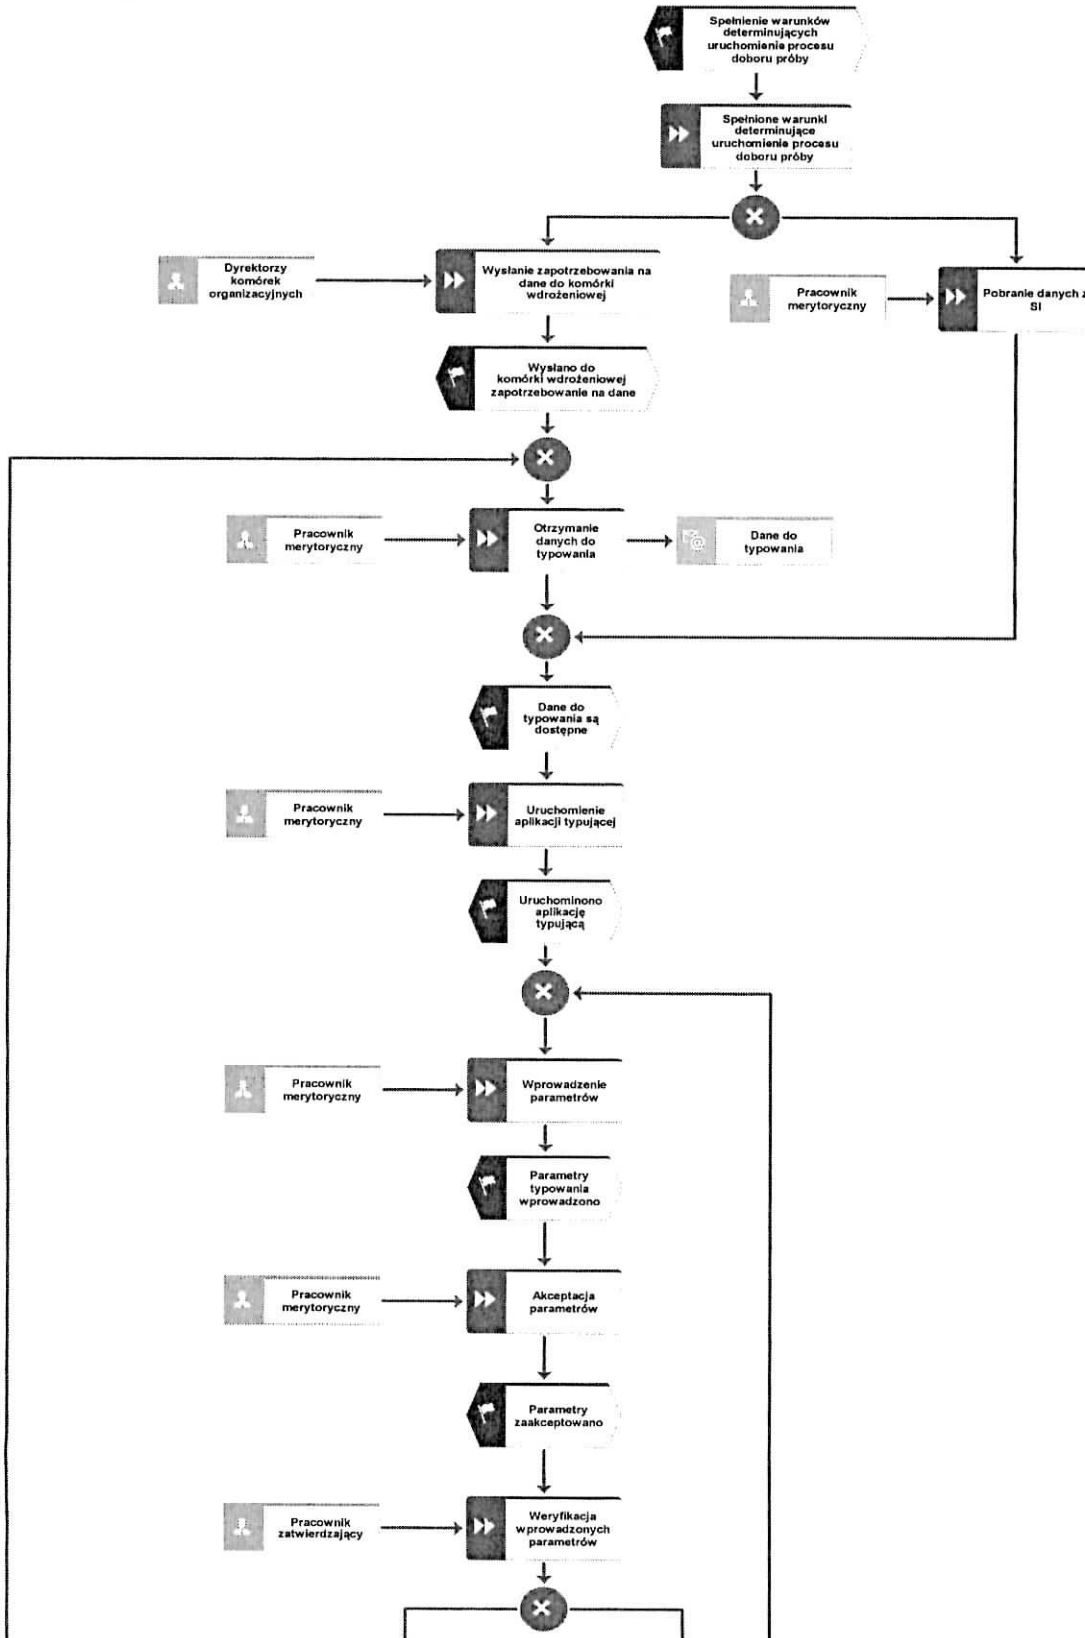 Spełnienie warunków
determinujących
uruchomienie procesu
doboru próby
Spełnione warunki
determinujące
uruchomienie procesu
doboru próby
Dyrektorzy
komórek
organizacyjnych
Wysłanie zapotrzebowania na
dane do komórki
wdrożeniowej
Pracownik
merytoryczny
Pobranie danych z
SI
Wysłano do
komórki wdrożeniowej
zapotrzebowanie na dane
Pracownik
merytoryczny
Otrzymanie
danych do
typowania
Dane do
typowania
Dane do
typowania są
dostępne
Pracownik
merytoryczny
Uruchomienie
aplikacji typującej
Uruchominono
aplikację
typującą
Pracownik
merytoryczny
Wprowadzenie
parametrów
Parametry
typowania
wprowadzono
Pracownik
merytoryczny
Akceptacja
parametrów
Parametry
zaakceptowano
Pracownik
zatwierdzający
Weryfikacja
wprowadzonych
parametrów